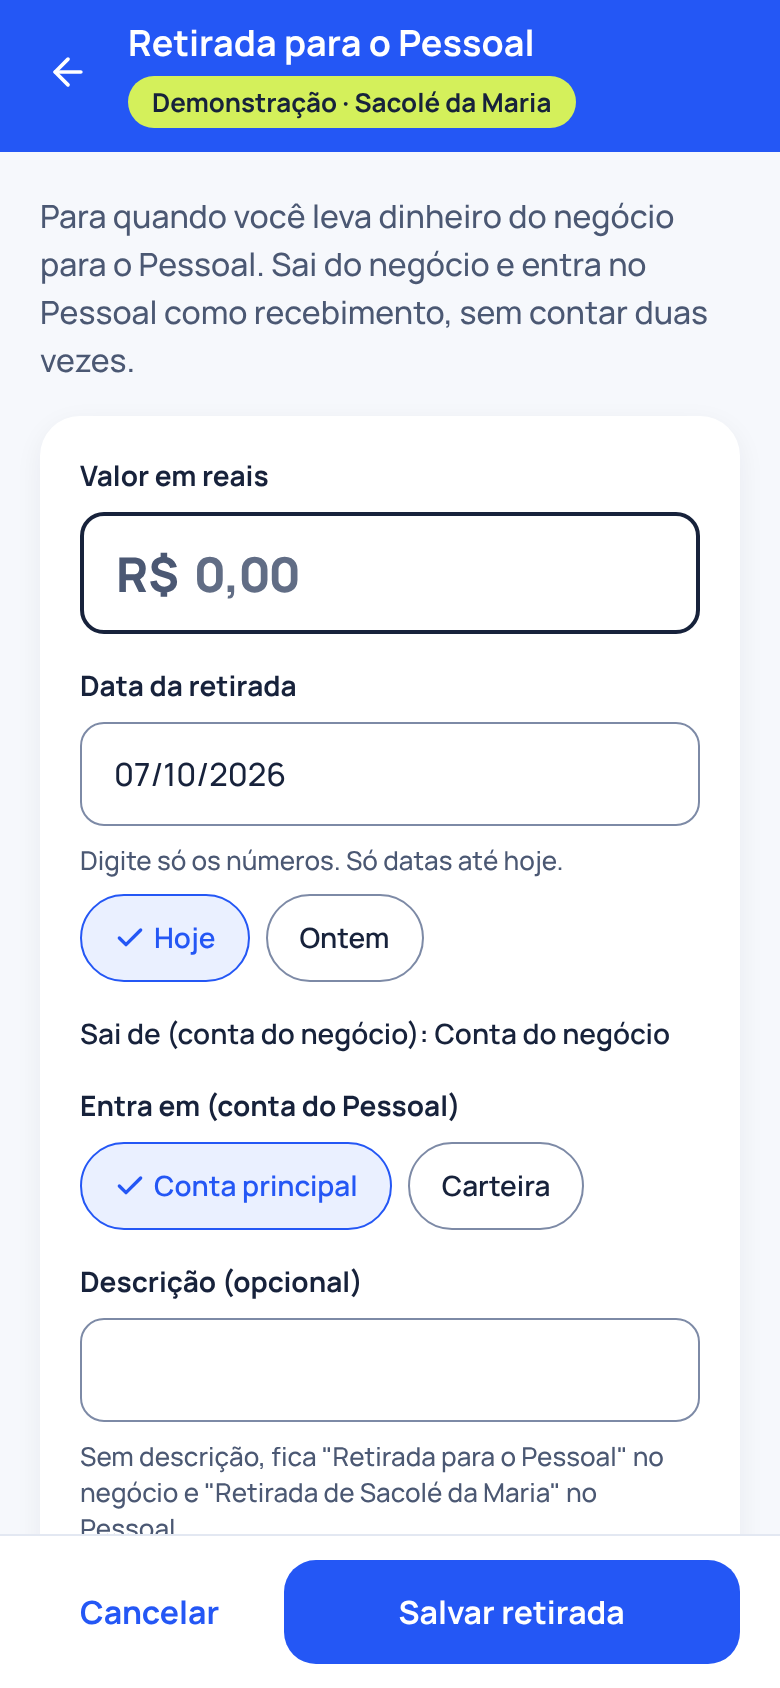 Retirada para o Pessoal
Demonstração · Sacolé da Maria
Para quando você leva dinheiro do negócio
para o Pessoal. Sai do negócio e entra no
Pessoal como recebimento, sem contar duas
vezes.
Valor em reais
R$ 0,00
Data da retirada
07/10/2026
Digite só os números. Só datas até hoje.
Hoje
Ontem
Sai de (conta do negócio): Conta do negócio
Entra em (conta do Pessoal)
Conta principal
Carteira
Descrição (opcional)
Sem descrição, fica "Retirada para o Pessoal" no
negócio e "Retirada de Sacolé da Maria" no
Pessoal
Cancelar
Salvar retirada